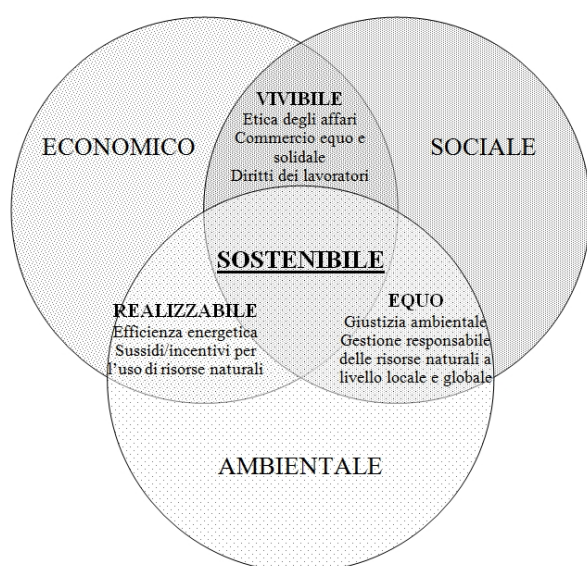 VIVIBILE
Etica degli affari
Commercio equo e
solidale
Diritti dei lavoratori
ECONOMICO
SOCIALE
SOSTENIBILE
REALIZZABILE
Efficienza energetica
Sussidi/incentivi per
l'uso di risorse naturali
EQUO
Giustizia ambientale
Gestione responsabile
delle risorse naturali a
livello locale e globale
AMBIENTALE